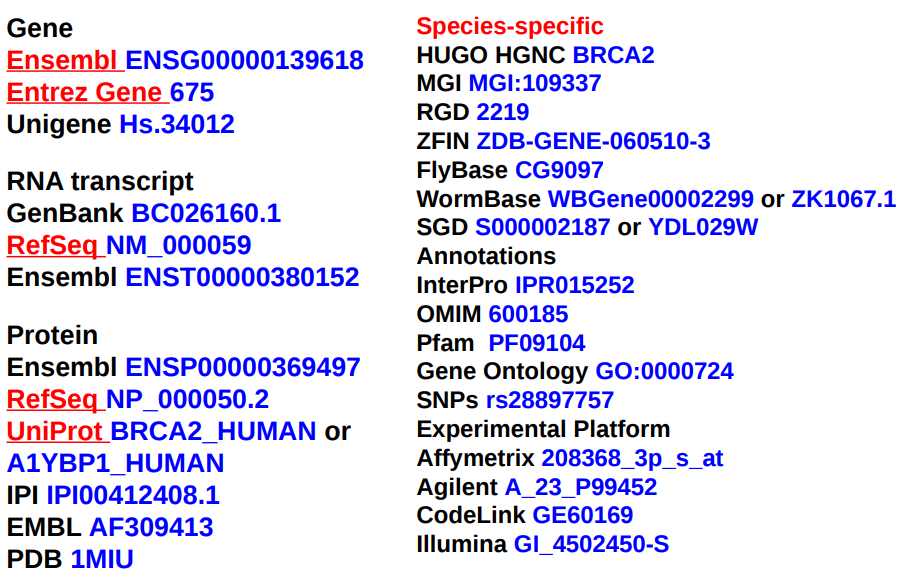 Gene
Ensembl ENSG00000139618
Entrez Gene 675
Unigene Hs.34012
RNA transcript
GenBank BC026160.1
RefSeq NM_000059
Ensembl ENST00000380152
Protein
Ensembl ENSP00000369497
RefSeq NP_000050.2
UniProt BRCA2_HUMAN or
A1YBP1_HUMAN
IPI IPI00412408.1
EMBL AF309413
PDB 1MIU
Species-specific
HUGO HGNC BRCA2
MGI MGI:109337
RGD 2219
ZFIN ZDB-GENE-060510-3
FlyBase CG9097
WormBase WBGene00002299 or ZK1067.1
SGD S000002187 or YDL029W
Annotations
InterPro IPR015252
OMIM 600185
Pfam  PF09104
Gene Ontology GO:0000724
SNPs rs28897757
Experimental Platform
Affymetrix 208368_3p_s_at
Agilent A_23_P99452
CodeLink GE60169
Illumina GI_4502450-S